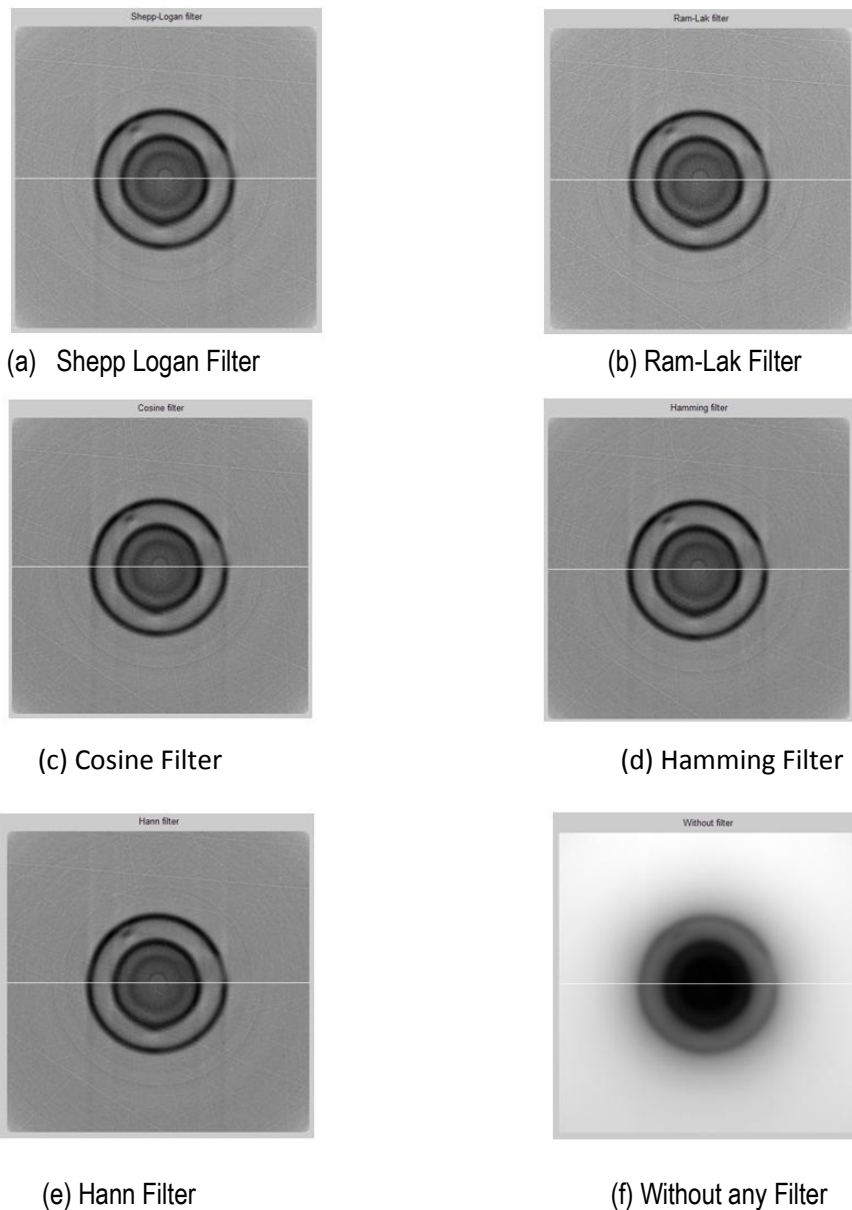 Shepp-Logan filter
Ram-Lak filter
(a) Shepp Logan Filter
(b) Ram-Lak Filter
Cosine filter
Hamming filter
(c) Cosine Filter
(d) Hamming Filter
Hann filter
Without filter
(e) Hann Filter
(f) Without any Filter